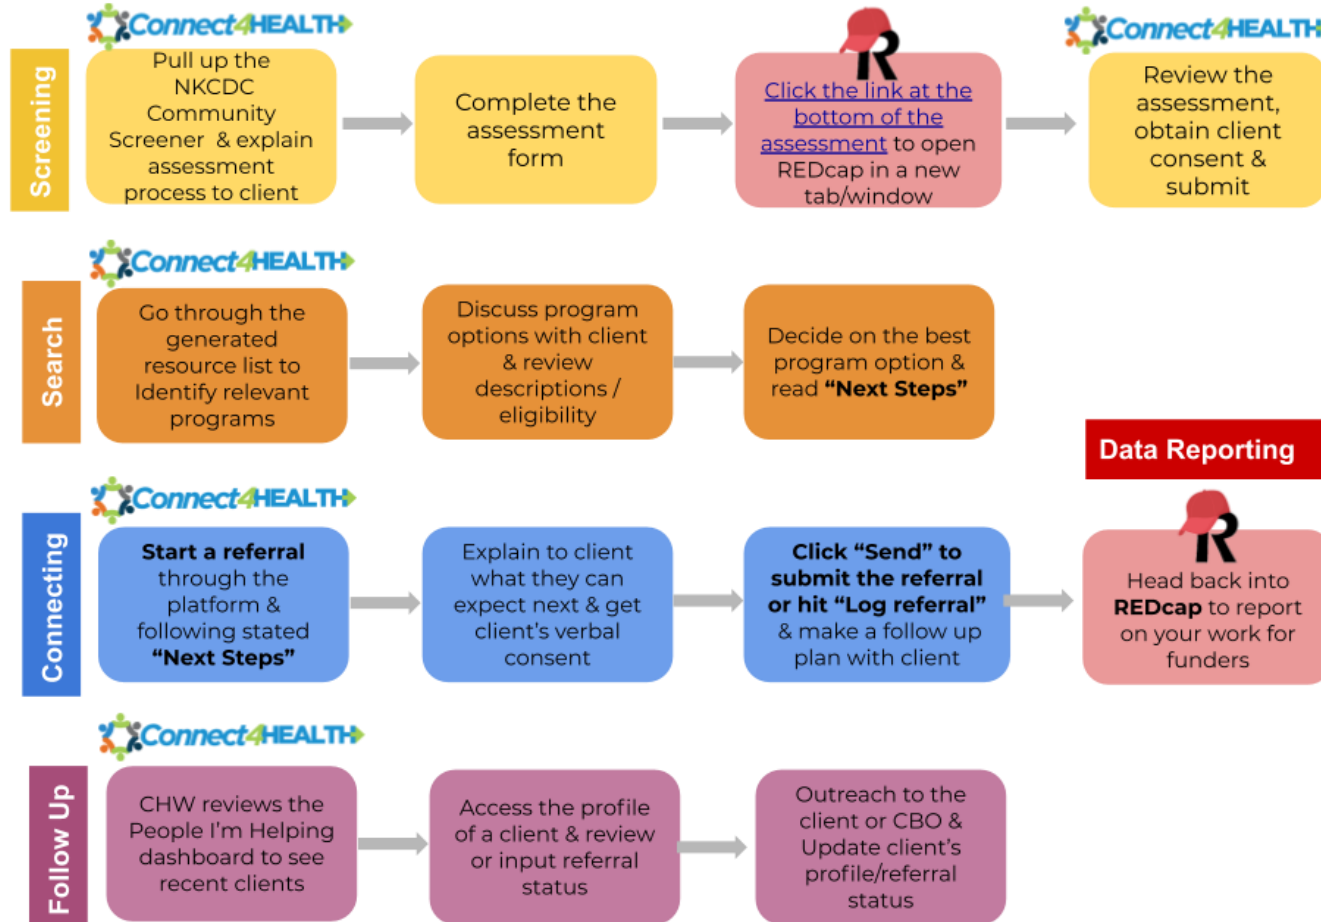 Connect4HEALTH
Connect4HEALTH
Screening
Pull up the
NKCDC
Community
Screener & explain
assessment
process to client
Complete the
assessment
form
R
Click the link at the
bottom of the
assessment to open
REDcap in a new
tab/window
Review the
assessment,
obtain client
consent &
submit
Connect4HEALTH
Search
Go through the
generated
resource list to
Identify relevant
programs
Discuss program
options with client
& review
descriptions /
eligibility
Decide on the best
program option &
read “Next Steps”
Data Reporting
Connect4HEALTH
Connecting
Start a referral
through the
platform &
following stated
“Next Steps”
Explain to client
what they can
expect next & get
client’s verbal
consent
Click “Send” to
submit the referral
or hit “Log referral”
& make a follow up
plan with client
R
Head back into
REDcap to report
on your work for
funders
Connect4HEALTH
Follow Up
CHW reviews the
People I’m Helping
dashboard to see
recent clients
Access the profile
of a client & review
or input referral
status
Outreach to the
client or CBO &
Update client’s
profile/referral
status